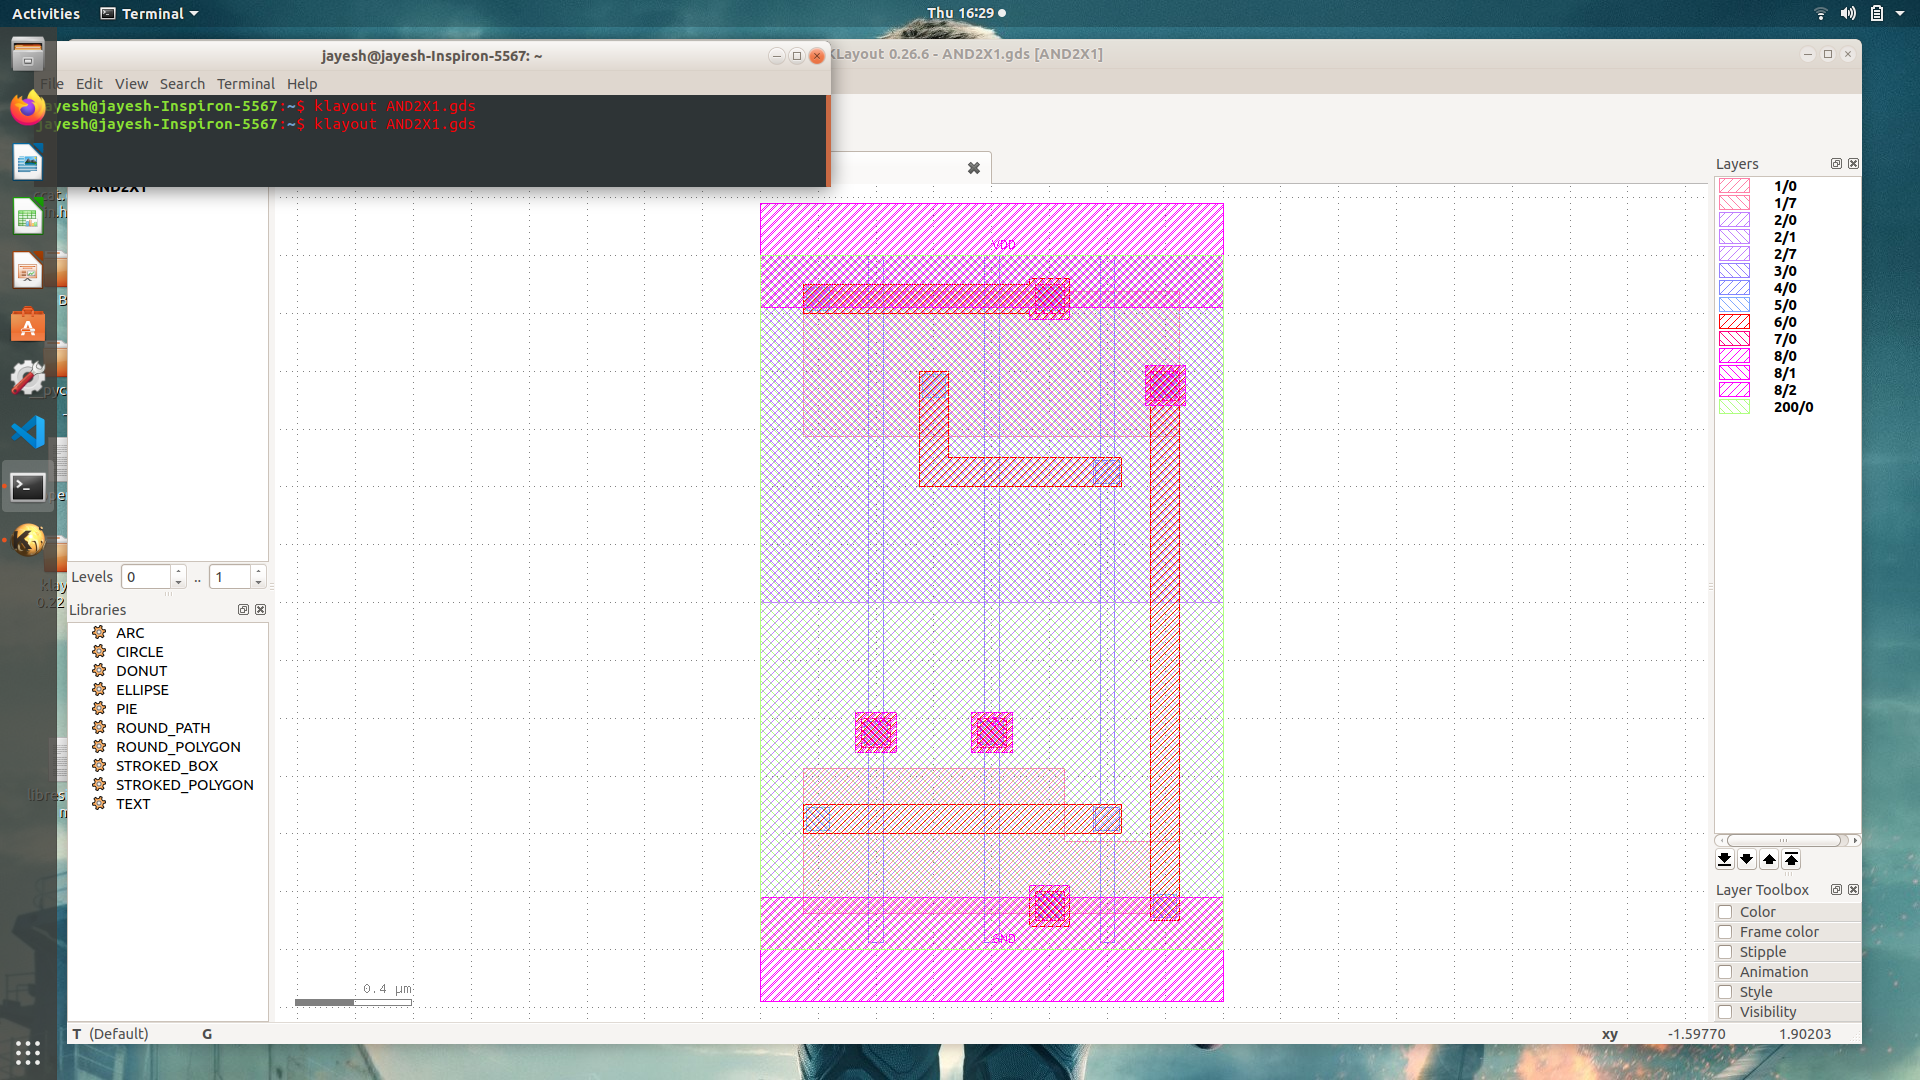 Activities
Terminal
Thu 16:29
jayesh@jayesh-Inspiron-5567: ~
KLayout 0.26.6 - AND2X1.gds [AND2X1]
File Edit View Search Terminal Help
jayesh@jayesh-Inspiron-5567:~$ klayout AND2X1.gds
jayesh@jayesh-Inspiron-5567:~$ klayout AND2X1.gds
AND2X1
Levels 0 .. 1
Libraries
ARC
CIRCLE
DONUT
ELLIPSE
PIE
ROUND_PATH
ROUND_POLYGON
STROKED_BOX
STROKED_POLYGON
TEXT
VDD
GND
0.4 µm
Layers
1/0
1/7
2/0
2/1
2/7
3/0
4/0
5/0
6/0
7/0
8/0
8/1
8/2
200/0
Layer Toolbox
Color
Frame color
Stipple
Animation
Style
Visibility
T (Default) G xy -1.59770 1.90203